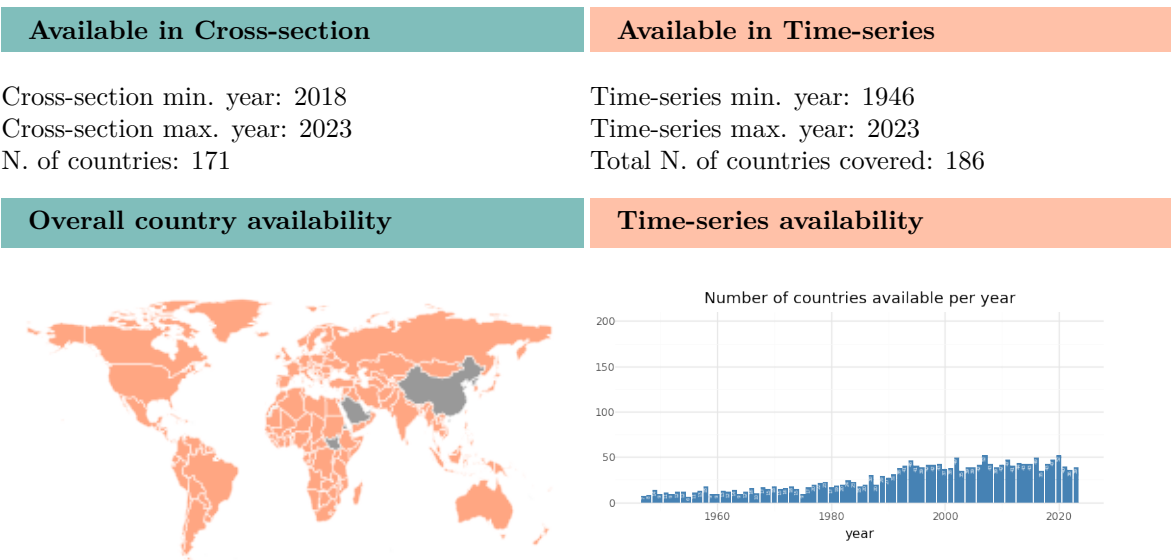 Available in Cross-section
Available in Time-series
Cross-section min. year: 2018
Cross-section max. year: 2023
N. of countries: 171
Time-series min. year: 1946
Time-series max. year: 2023
Total N. of countries covered: 186
Overall country availability
Time-series availability
Number of countries available per year
200
150
100
50
0
1960 1980 2000 2020
year